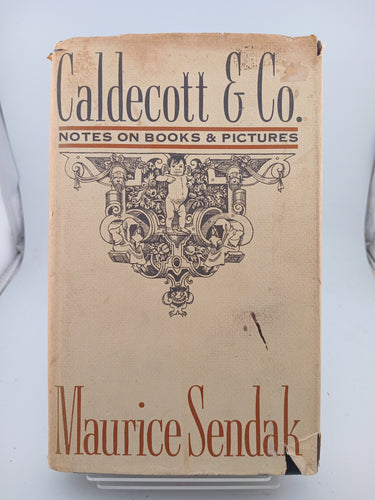 Caldecott & Co.
NOTES ON BOOKS & PICTURES
Maurice Sendak